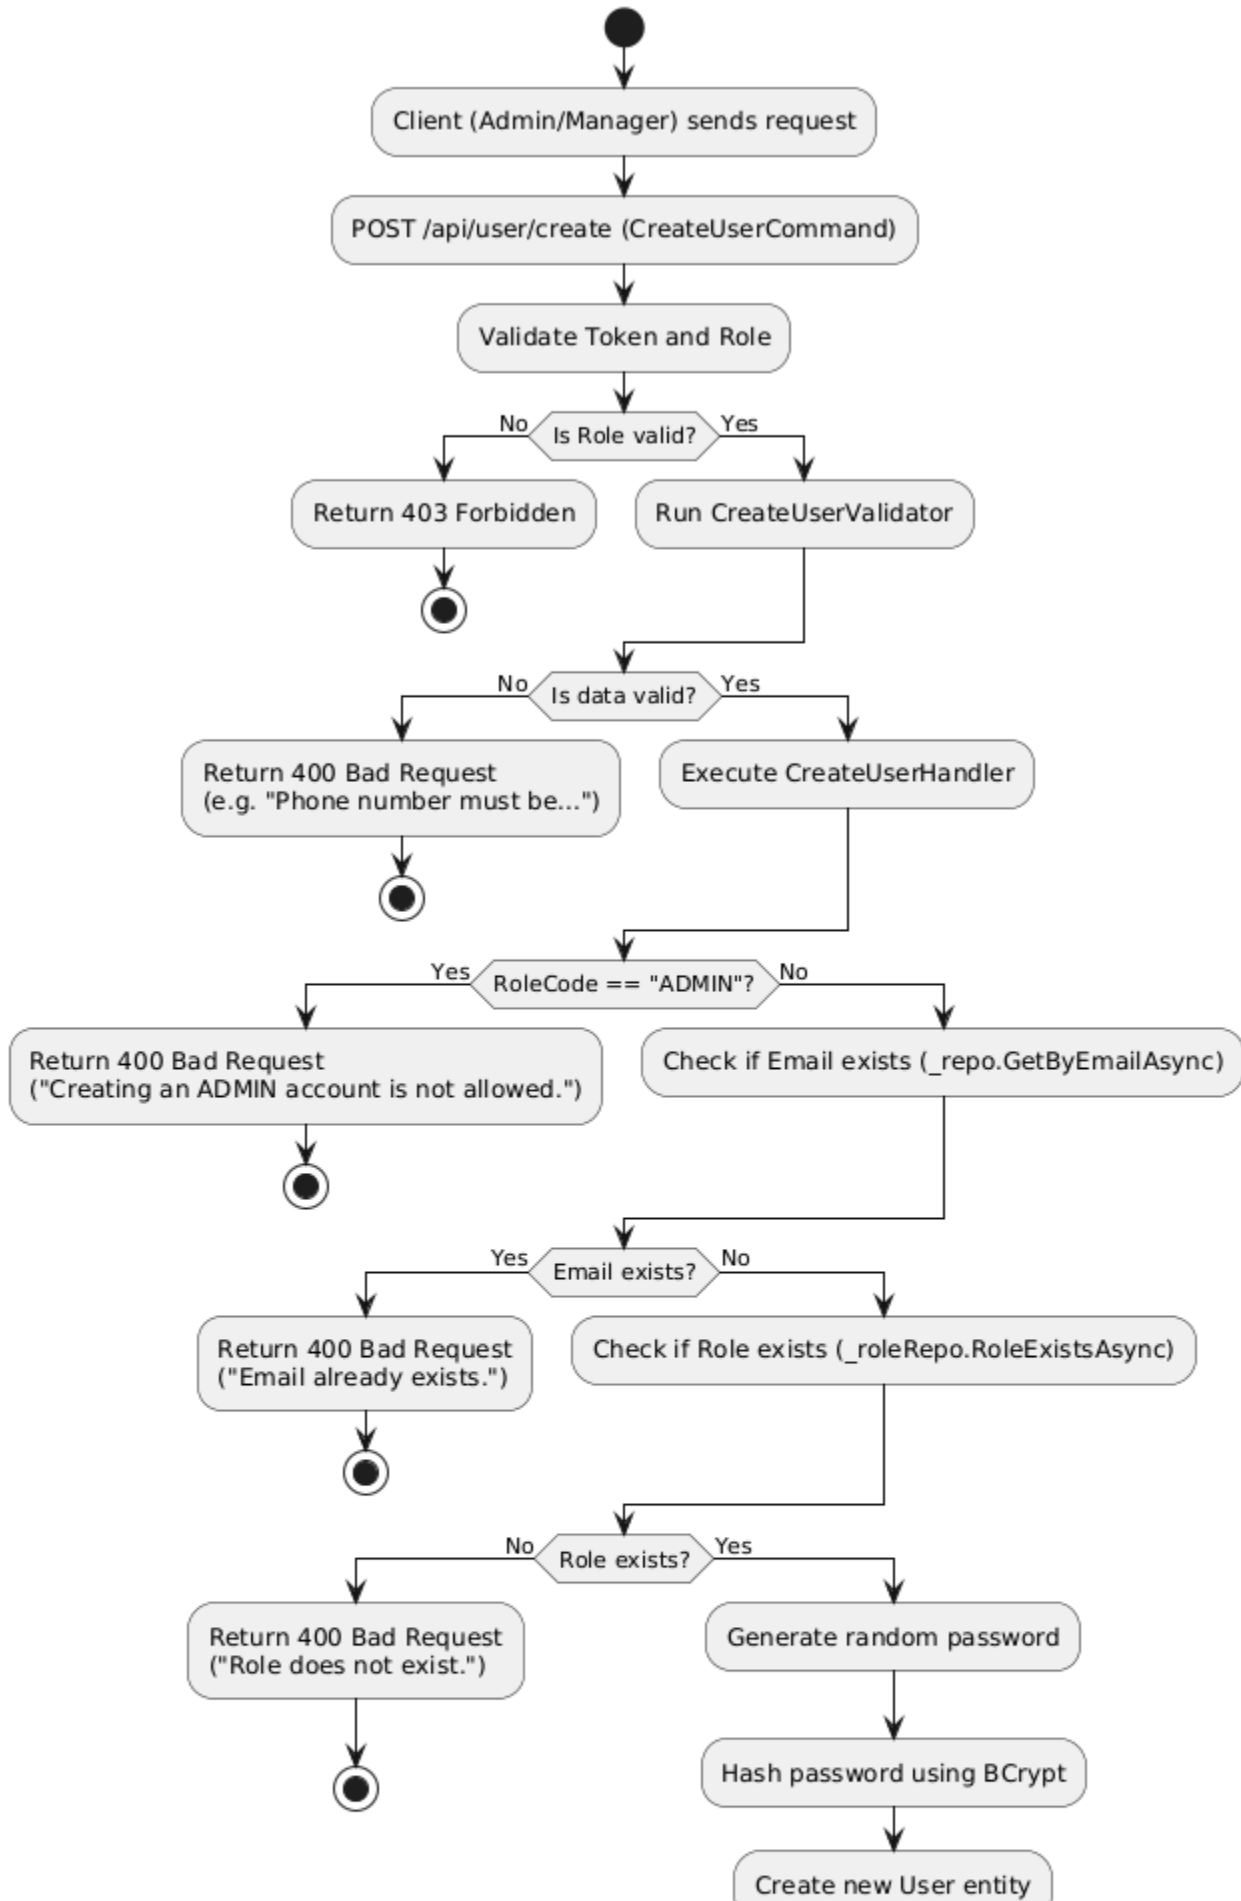 Client (Admin/Manager) sends request
POST /api/user/create (CreateUserCommand)
Validate Token and Role
No
Is Role valid?
Yes
Return 403 Forbidden
Run CreateUserValidator
No
Is data valid?
Yes
Return 400 Bad Request
(e.g. "Phone number must be...")
Execute CreateUserHandler
Yes
RoleCode == "ADMIN"?
No
Return 400 Bad Request
("Creating an ADMIN account is not allowed.")
Check if Email exists (_repo.GetByEmailAsync)
Yes
Email exists?
No
Return 400 Bad Request
("Email already exists.")
Check if Role exists (_roleRepo.RoleExistsAsync)
No
Role exists?
Yes
Return 400 Bad Request
("Role does not exist.")
Generate random password
Hash password using BCrypt
Create new User entity